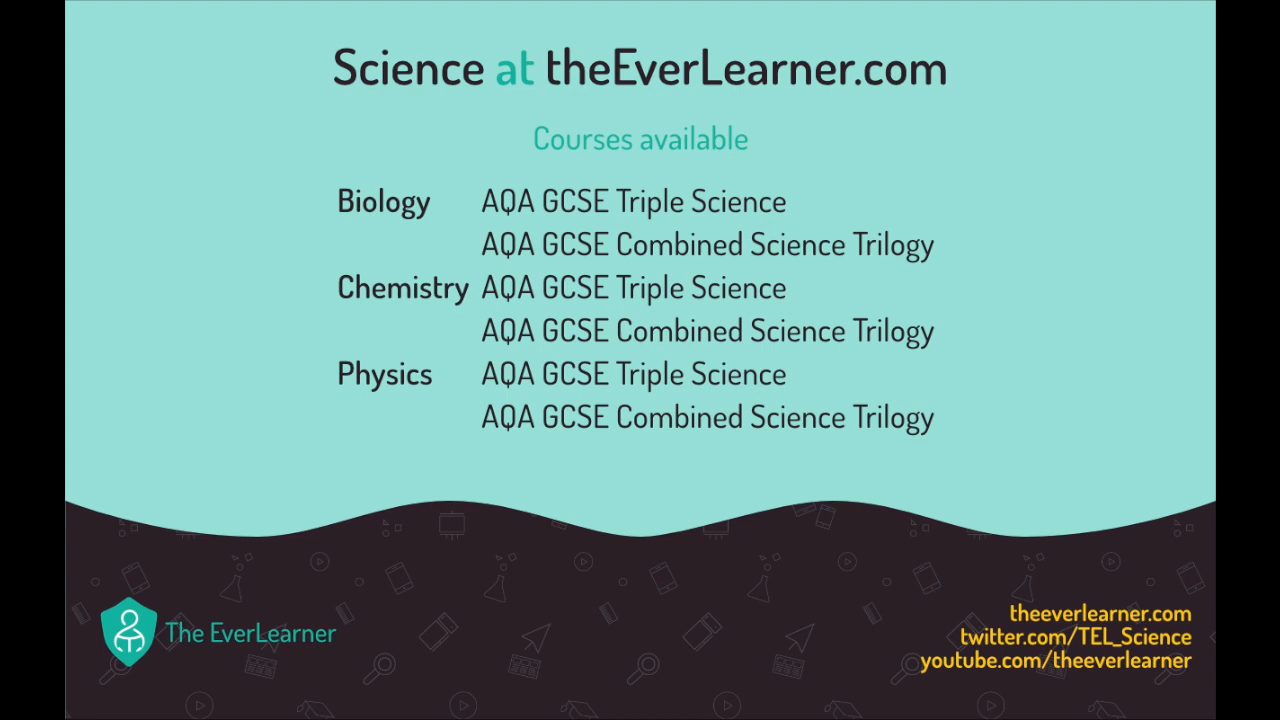 Science at theEverLearner.com
Courses available
Biology AQA GCSE Triple Science
AQA GCSE Combined Science Trilogy
Chemistry AQA GCSE Triple Science
AQA GCSE Combined Science Trilogy
Physics AQA GCSE Triple Science
AQA GCSE Combined Science Trilogy
The EverLearner
theeverlearner.com
twitter.com/TEL_Science
youtube.com/theeverlearner